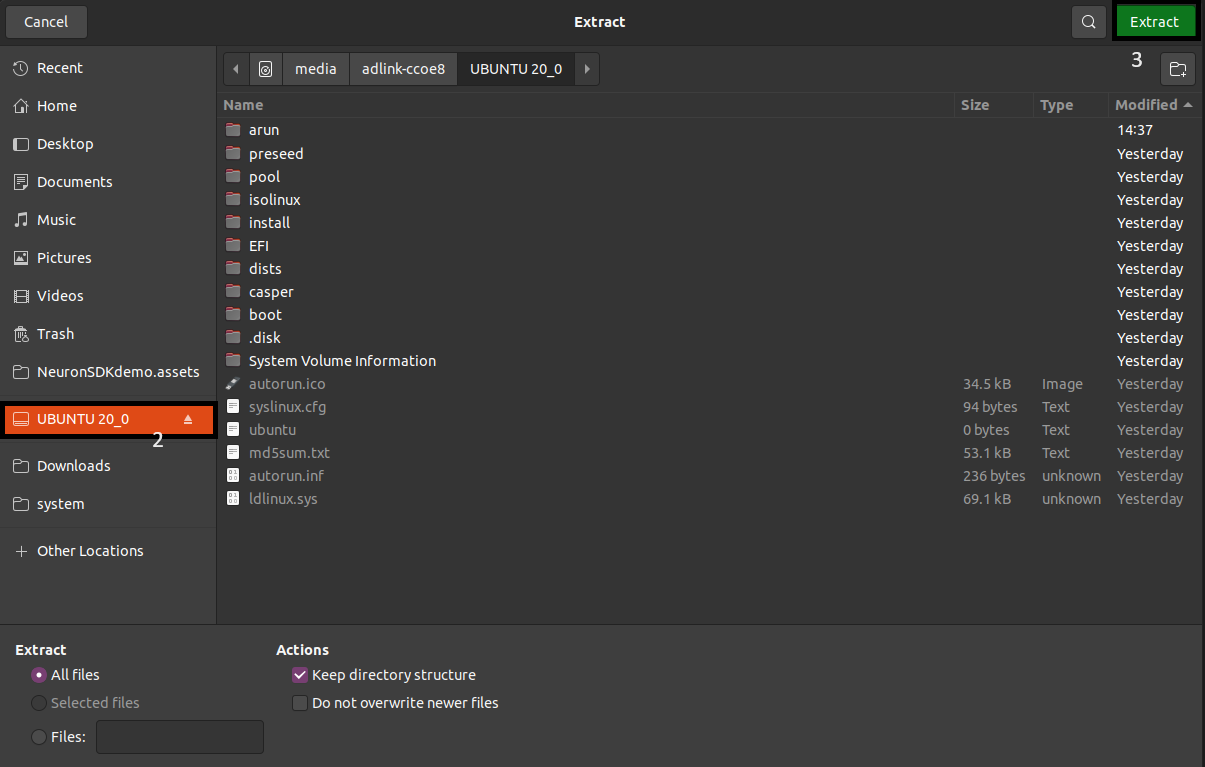 Cancel
Extract
Extract
3
Recent
Home
Desktop
Documents
Music
Pictures
Videos
Trash
NeuronSDKdemo.assets
UBUNTU 20_0
2
Downloads
system
Other Locations
media adlink-ccoe8 UBUNTU 20_0
Name Size Type Modified
arun 14:37
preseed Yesterday
pool Yesterday
isolinux Yesterday
install Yesterday
EFI Yesterday
dists Yesterday
casper Yesterday
boot Yesterday
.disk Yesterday
System Volume Information Yesterday
autorun.ico 34.5 kB Image Yesterday
syslinux.cfg 94 bytes Text Yesterday
ubuntu 0 bytes Text Yesterday
md5sum.txt 53.1 kB Text Yesterday
autorun.inf 236 bytes unknown Yesterday
ldlinux.sys 69.1 kB unknown Yesterday
Extract
All files
Selected files
Files:
Actions
Keep directory structure
Do not overwrite newer files